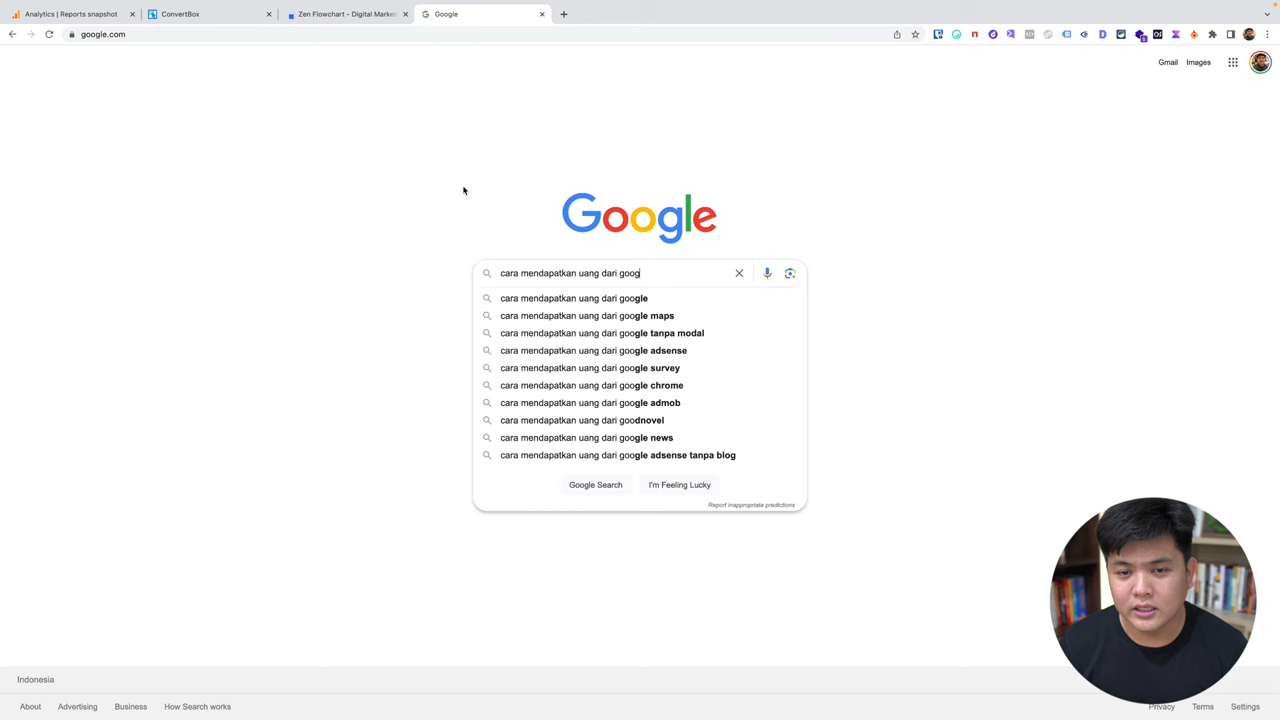 Analytics | Reports snapshot
ConvertBox
Zen Flowchart - Digital Market
Google
google.com
Gmail
Images
Google
cara mendapatkan uang dari goog
cara mendapatkan uang dari google
cara mendapatkan uang dari google maps
cara mendapatkan uang dari google tanpa modal
cara mendapatkan uang dari google adsense
cara mendapatkan uang dari google survey
cara mendapatkan uang dari google chrome
cara mendapatkan uang dari google admob
cara mendapatkan uang dari goodnovel
cara mendapatkan uang dari google news
cara mendapatkan uang dari google adsense tanpa blog
Google Search
I'm Feeling Lucky
Report inappropriate predictions
Indonesia
About
Advertising
Business
How Search works
Privacy
Terms
Settings